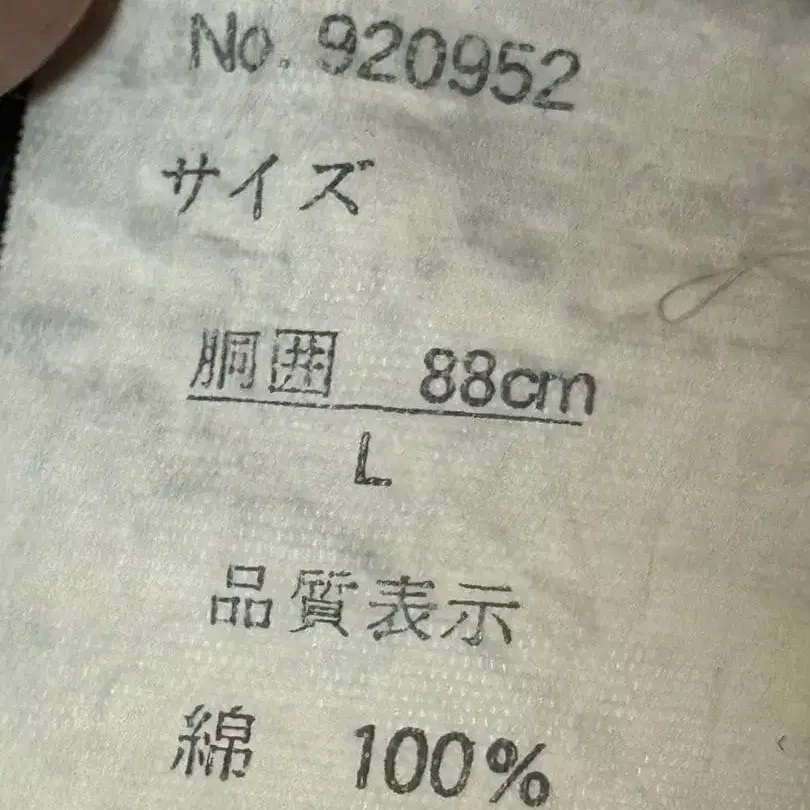 No. 920952
サイズ
胴囲 88cm
L
品質表示
綿 100%